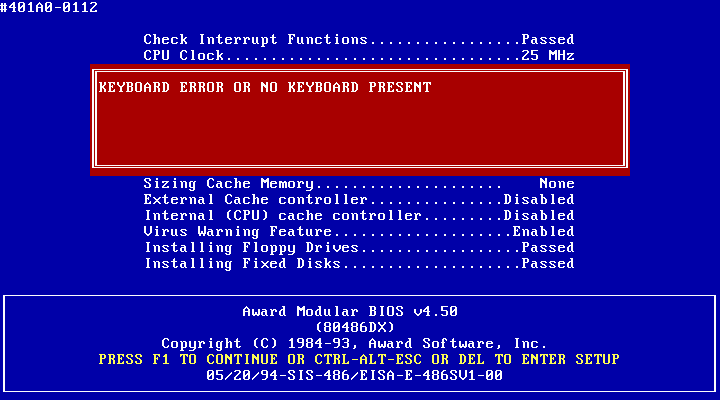 #401A0-0112
Check Interrupt Functions.................Passed
CPU Clock.................................25 MHz
KEYBOARD ERROR OR NO KEYBOARD PRESENT
Sizing Cache Memory..................... None
External Cache controller...............Disabled
Internal (CPU) cache controller.........Disabled
Virus Warning Feature....................Enabled
Installing Floppy Drives..................Passed
Installing Fixed Disks....................Passed
Award Modular BIOS v4.50
(80486DX)
Copyright (C) 1984-93, Award Software, Inc.
PRESS F1 TO CONTINUE OR CTRL-ALT-ESC OR DEL TO ENTER SETUP
05/20/94-SIS-486/EISA-E-486SV1-00